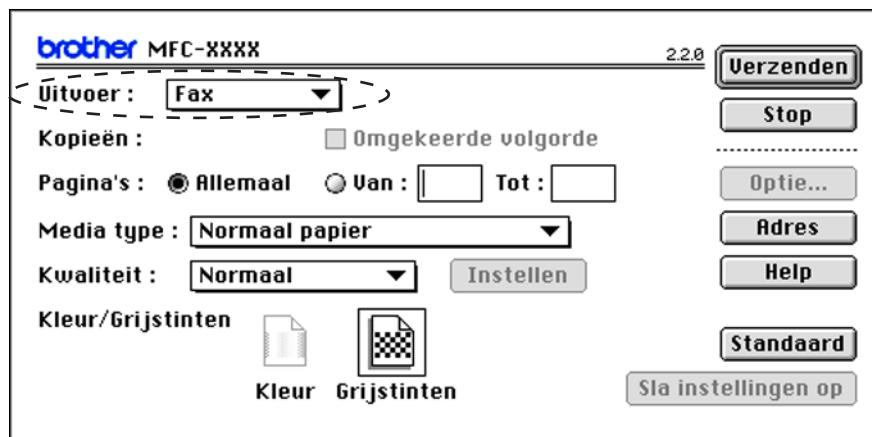 brother MFC-XXXX
2.2.0
Verzenden
Uitvoer : Fax
Stop
Kopieën : Omgekeerde volgorde
Pagina's : Allemaal Van : Tot :
Optie...
Media type : Normaal papier
Adres
Kwaliteit : Normaal Instellen
Help
Kleur/Grijstinten
Standaard
Kleur Grijstinten
Sla instellingen op